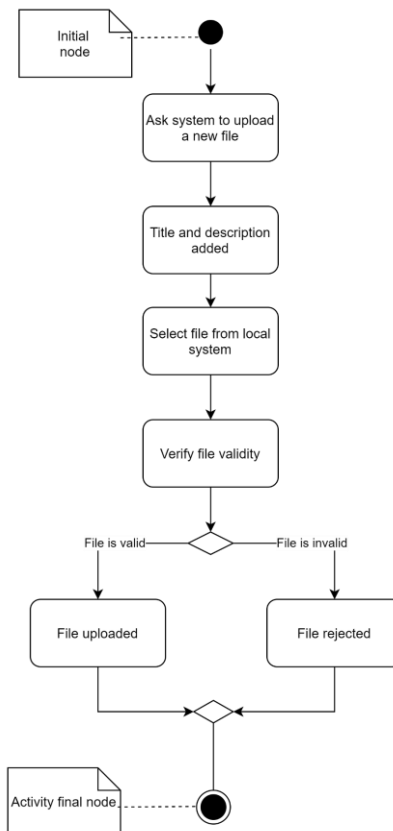 Initial
node
Ask system to upload
a new file
Title and description
added
Select file from local
system
Verify file validity
File is valid
File is invalid
File uploaded
File rejected
Activity final node